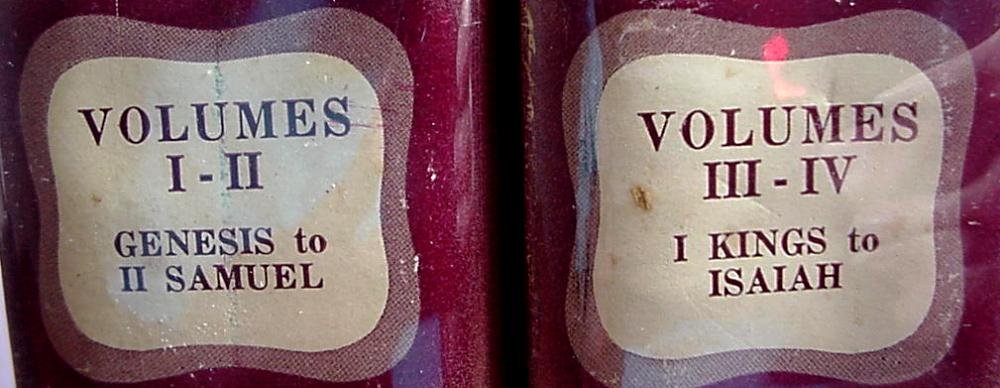 VOLUMES
I - II
GENESIS to
II SAMUEL
VOLUMES
III - IV
I KINGS to
ISAIAH